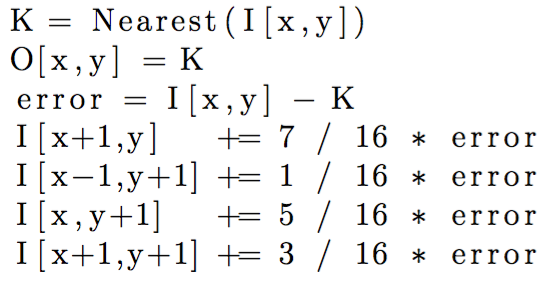 K = Nearest(I[x,y])
O[x,y] = K
error = I[x,y] − K
I[x+1,y] += 7 / 16 * error
I[x−1,y+1] += 1 / 16 * error
I[x,y+1] += 5 / 16 * error
I[x+1,y+1] += 3 / 16 * error